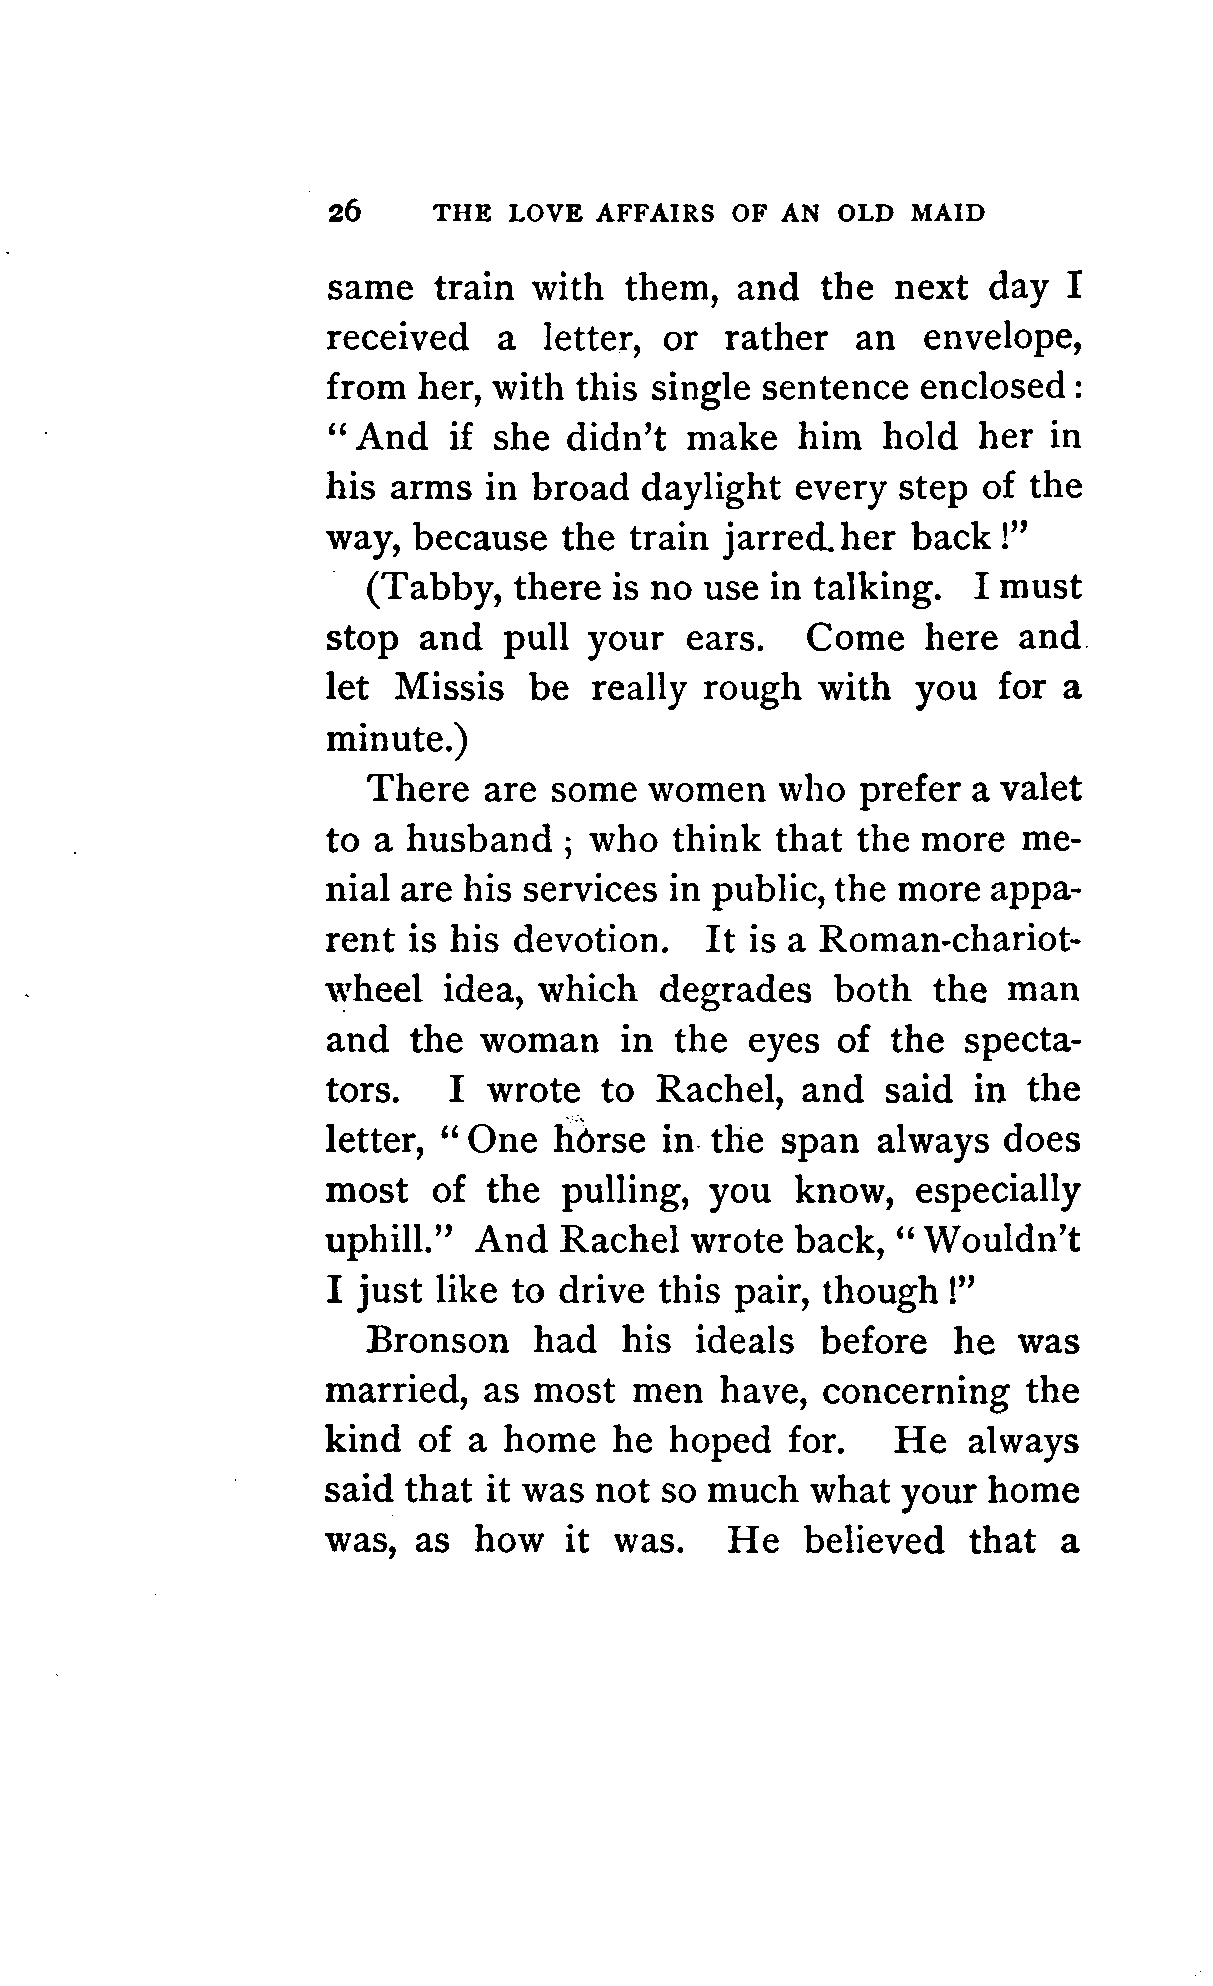 26 THE LOVE AFFAIRS OF AN OLD MAID
same train with them, and the next day I
received a letter, or rather an envelope,
from her, with this single sentence enclosed :
“ And if she didn’t make him hold her in
his arms in broad daylight every step of the
way, because the train jarred her back !”
(Tabby, there is no use in talking. I must
stop and pull your ears. Come here and
let Missis be really rough with you for a
minute.)
There are some women who prefer a valet
to a husband ; who think that the more me-
nial are his services in public, the more appa-
rent is his devotion. It is a Roman-chariot-
wheel idea, which degrades both the man
and the woman in the eyes of the specta-
tors. I wrote to Rachel, and said in the
letter, “ One horse in the span always does
most of the pulling, you know, especially
uphill.” And Rachel wrote back, “ Wouldn’t
I just like to drive this pair, though !”
Bronson had his ideals before he was
married, as most men have, concerning the
kind of a home he hoped for. He always
said that it was not so much what your home
was, as how it was. He believed that a